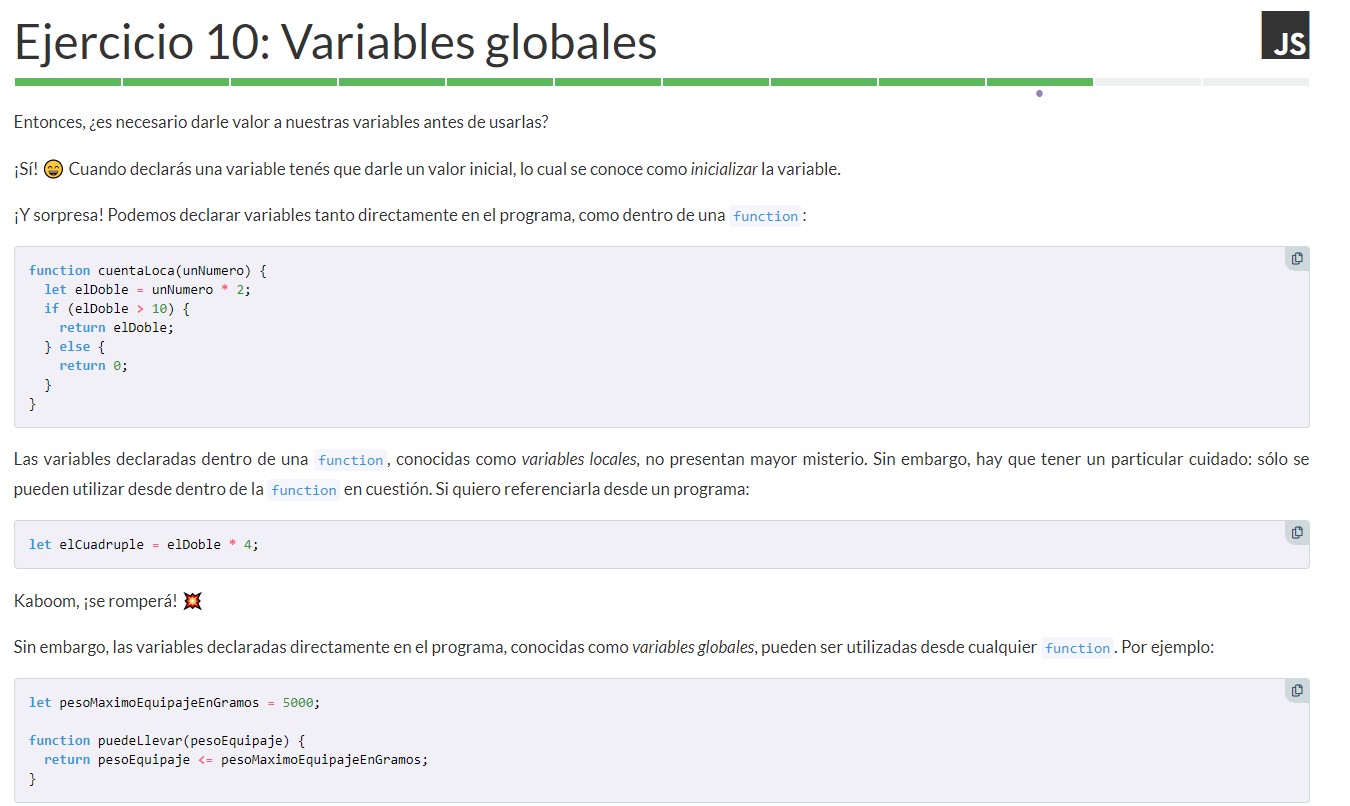 Ejercicio 10: Variables globales
JS
Entonces, ¿es necesario darle valor a nuestras variables antes de usarlas?
¡Sí! 😄 Cuando declarás una variable tenés que darle un valor inicial, lo cual se conoce como inicializar la variable.
¡Y sorpresa! Podemos declarar variables tanto directamente en el programa, como dentro de una function:
function cuentaLoca(unNumero) {
  let elDoble = unNumero * 2;
  if (elDoble > 10) {
    return elDoble;
  } else {
    return 0;
  }
}
Las variables declaradas dentro de una function, conocidas como variables locales, no presentan mayor misterio. Sin embargo, hay que tener un particular cuidado: sólo se
pueden utilizar desde dentro de la function en cuestión. Si quiero referenciarla desde un programa:
let elCuadruple = elDoble * 4;
Kaboom, ¡se romperá! 💥
Sin embargo, las variables declaradas directamente en el programa, conocidas como variables globales, pueden ser utilizadas desde cualquier function. Por ejemplo:
let pesoMaximoEquipajeEnGramos = 5000;
function puedeLlevar(pesoEquipaje) {
  return pesoEquipaje <= pesoMaximoEquipajeEnGramos;
}